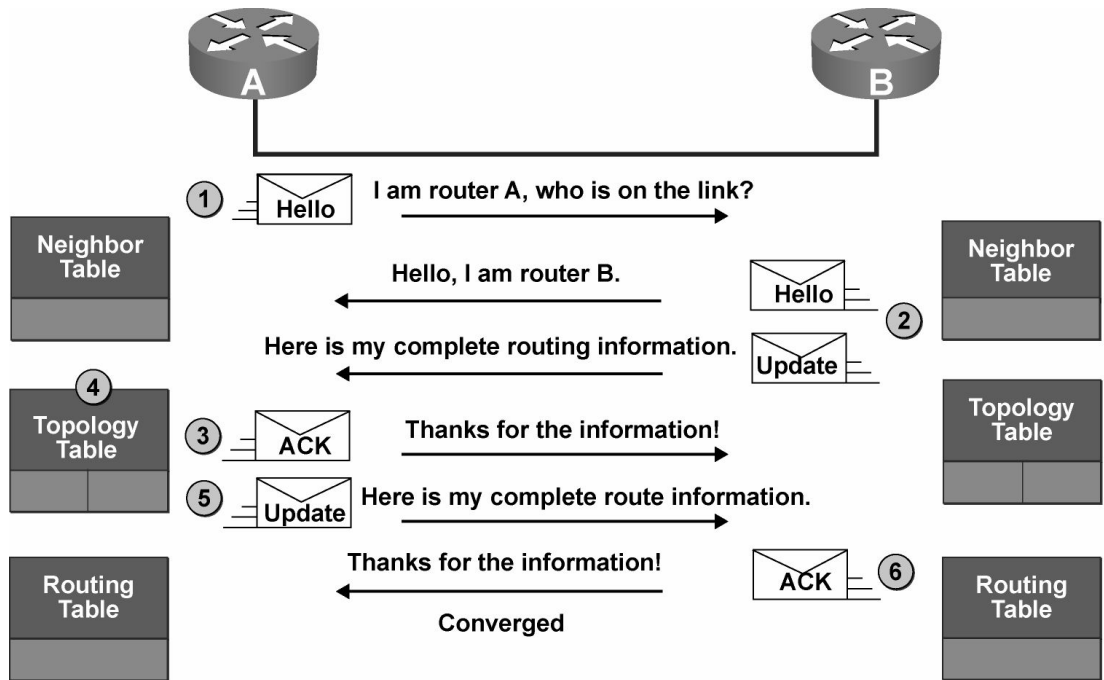 A
B
1
Hello
I am router A, who is on the link?
Neighbor
Table
Neighbor
Table
Hello, I am router B.
Hello
2
Here is my complete routing information.
Update
4
Topology
Table
Topology
Table
3
ACK
Thanks for the information!
5
Update
Here is my complete route information.
Routing
Table
Routing
Table
Thanks for the information!
ACK
6
Converged